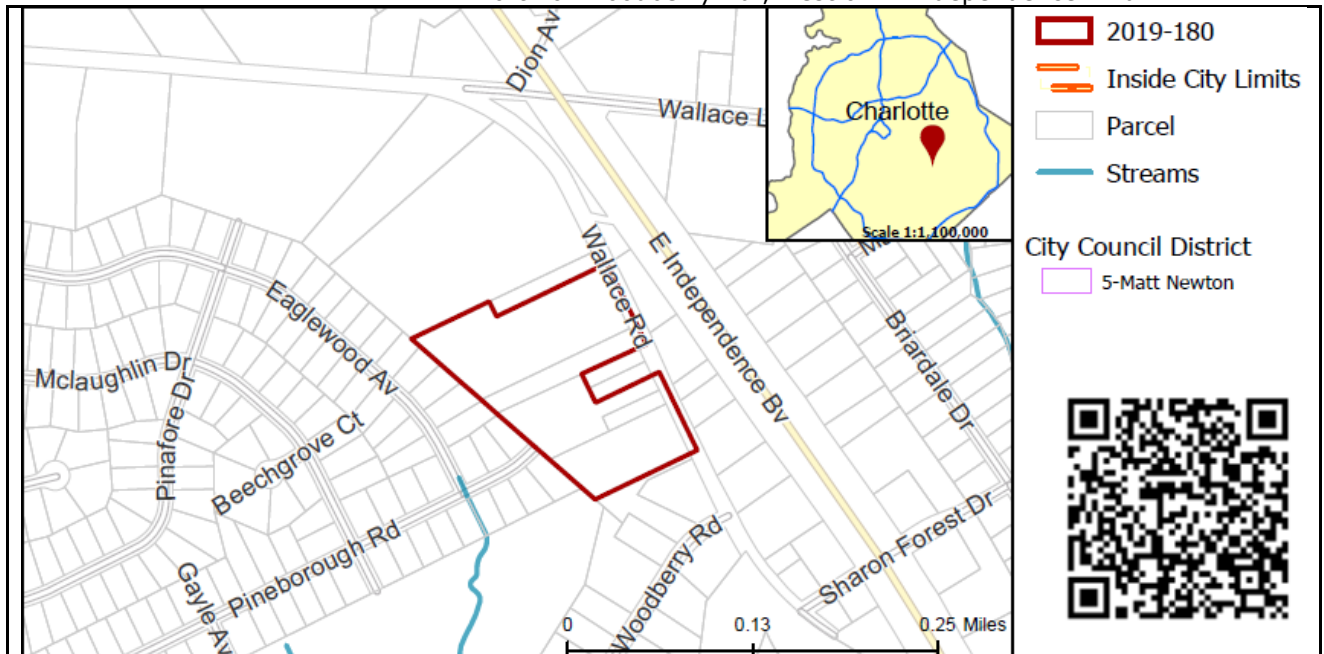 Dion Av
Wallace L
Charlotte
Scale 1:1,100,000
Wallace Rd
E Independence Bv
Eaglewood Av
Mclaughlin Dr
Pinafore Dr
Beechgrove Ct
Briardale Dr
Pineborough Rd
Gayle Av
Woodberry Rd
Sharon Forest Dr
0
0.13
0.25 Miles
2019-180
Inside City Limits
Parcel
Streams
City Council District
5-Matt Newton